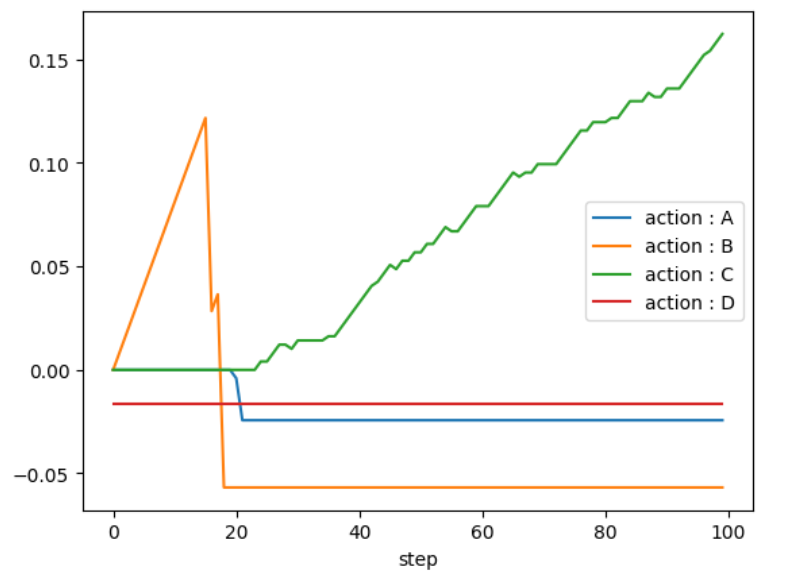 0.15
0.10
0.05
0.00
−0.05
0
20
40
60
80
100
step
action : A
action : B
action : C
action : D